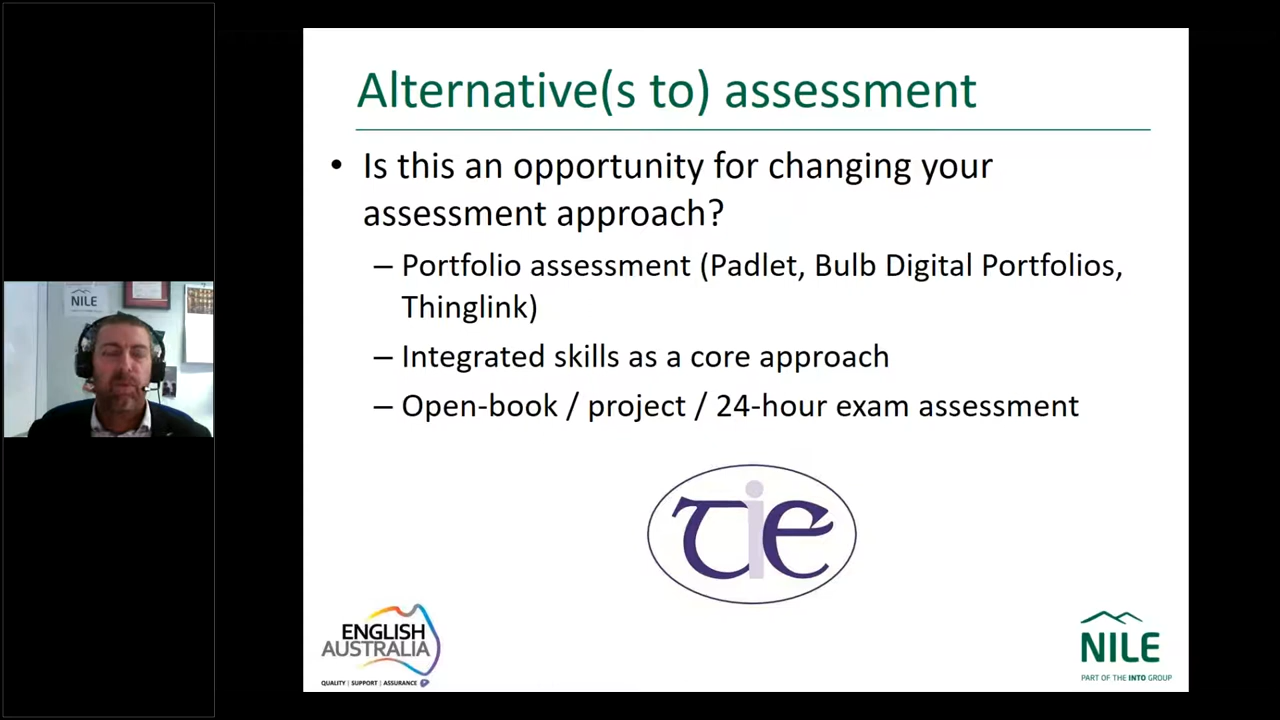 Alternative(s to) assessment
• Is this an opportunity for changing your
assessment approach?
– Portfolio assessment (Padlet, Bulb Digital Portfolios,
Thinglink)
– Integrated skills as a core approach
– Open-book / project / 24-hour exam assessment
NILE
tie
ENGLISH
AUSTRALIA
QUALITY | SUPPORT | ASSURANCE
NILE
PART OF THE INTO GROUP